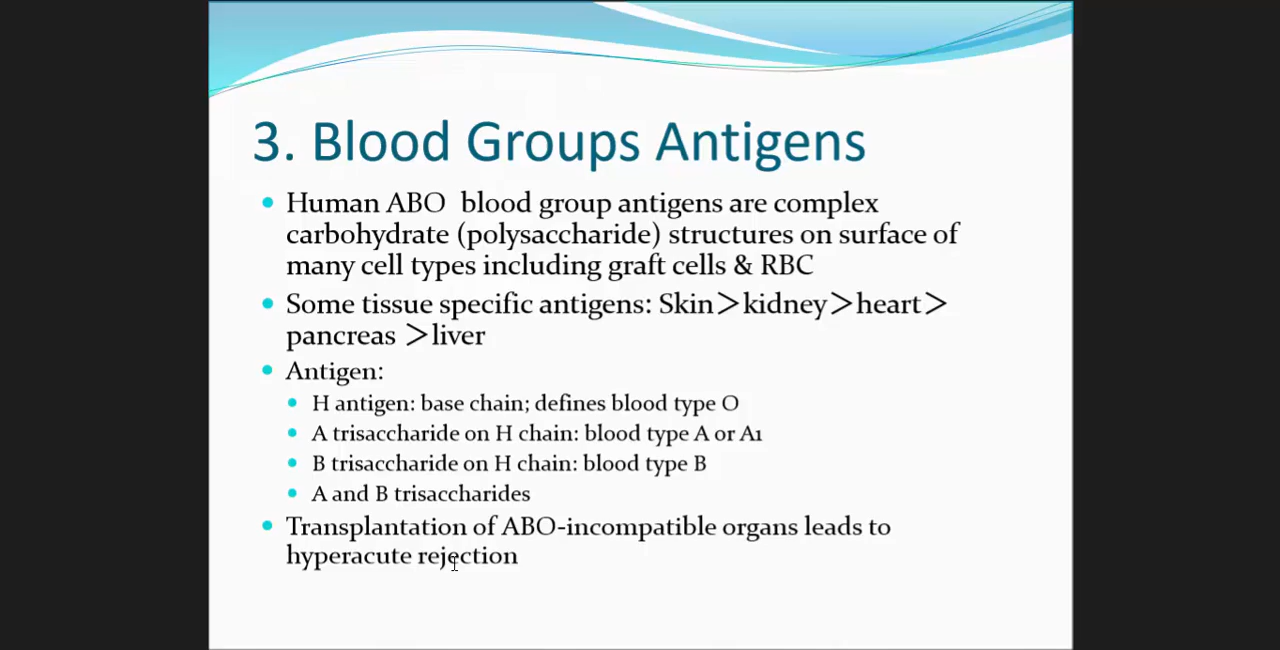 3. Blood Groups Antigens
Human ABO  blood group antigens are complex
carbohydrate (polysaccharide) structures on surface of
many cell types including graft cells & RBC
Some tissue specific antigens: Skin>kidney>heart>
pancreas >liver
Antigen:
H antigen: base chain; defines blood type O
A trisaccharide on H chain: blood type A or A1
B trisaccharide on H chain: blood type B
A and B trisaccharides
Transplantation of ABO-incompatible organs leads to
hyperacute rejection